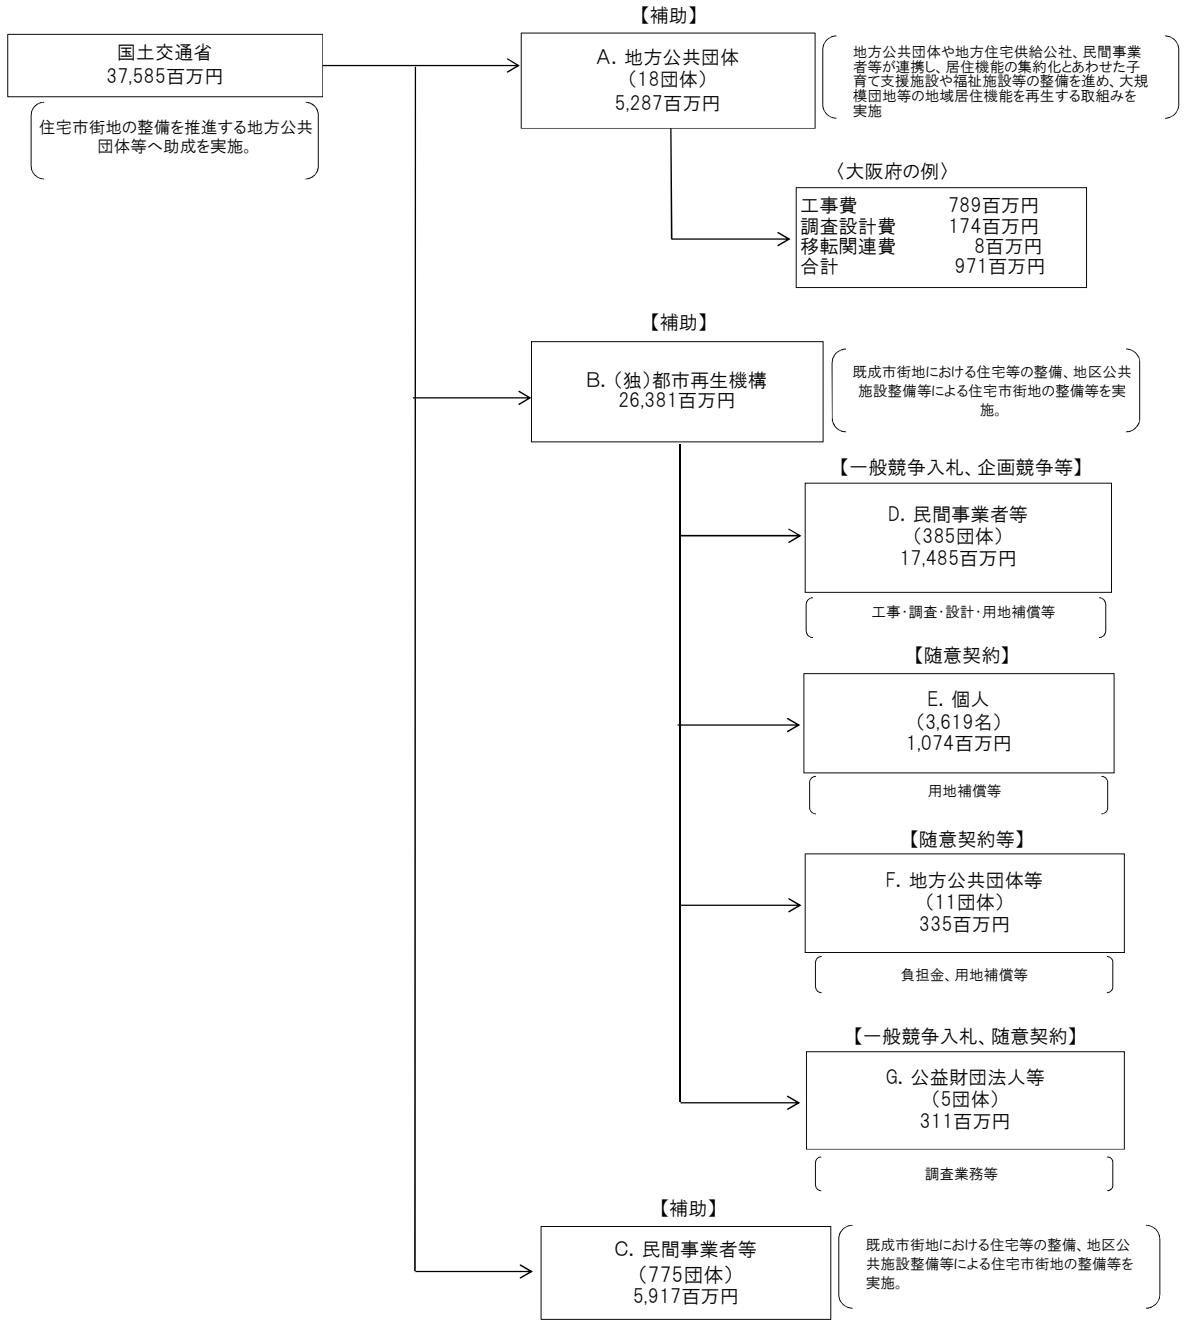 国土交通省
37,585百万円
住宅市街地の整備を推進する地方公共
団体等へ助成を実施。
【補助】
A. 地方公共団体
(18団体)
5,287百万円
地方公共団体や地方住宅供給公社、民間事業
者等が連携し、居住機能の集約化とあわせた子
育て支援施設や福祉施設等の整備を進め、大規
模団地等の地域居住機能を再生する取組みを
実施
〈大阪府の例〉
工事費 789百万円
調査設計費 174百万円
移転関連費 8百万円
合計 971百万円
【補助】
B. (独)都市再生機構
26,381百万円
既成市街地における住宅等の整備、地区公共
施設整備等による住宅市街地の整備等を実
施。
【一般競争入札、企画競争等】
D. 民間事業者等
(385団体)
17,485百万円
工事・調査・設計・用地補償等
【随意契約】
E. 個人
(3,619名)
1,074百万円
用地補償等
【随意契約等】
F. 地方公共団体等
(11団体)
335百万円
負担金、用地補償等
【一般競争入札、随意契約】
G. 公益財団法人等
(5団体)
311百万円
調査業務等
【補助】
C. 民間事業者等
(775団体)
5,917百万円
既成市街地における住宅等の整備、地区公
共施設整備等による住宅市街地の整備等を
実施。